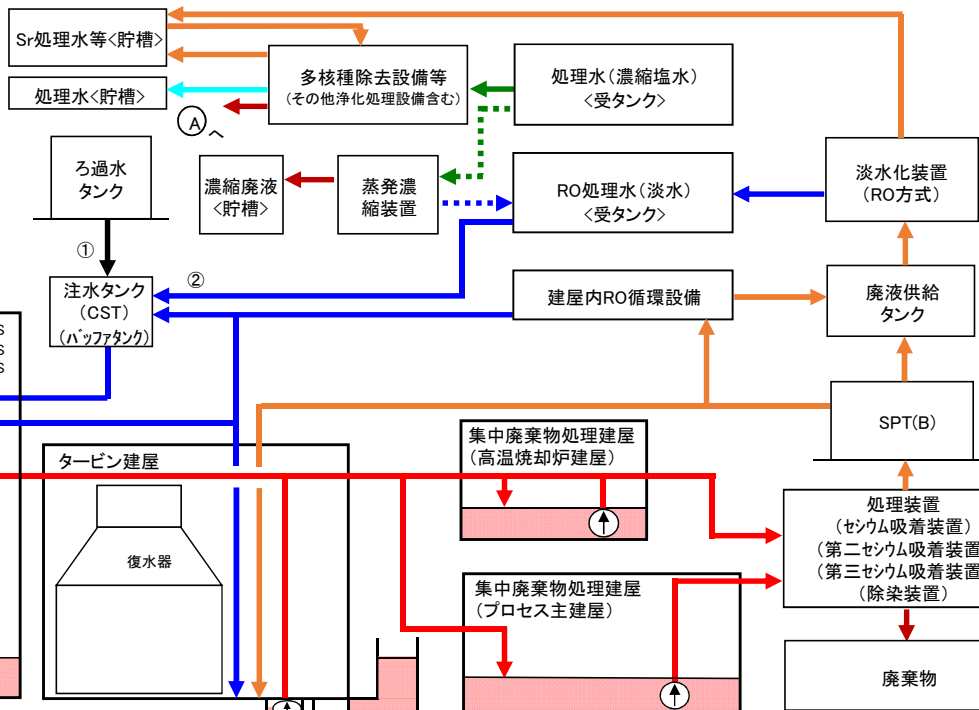 Sr処理水等<貯槽>
処理水<貯槽>
多核種除去設備等
(その他浄化処理設備含む)
Aへ
処理水(濃縮塩水)
<受タンク>
ろ過水
タンク
濃縮廃液
<貯槽>
蒸発濃
縮装置
RO処理水(淡水)
<受タンク>
淡水化装置
(RO方式)
①
②
注水タンク
(CST)
(バッファタンク)
建屋内RO循環設備
廃液供給
タンク
S
S
S
SPT(B)
タービン建屋
復水器
集中廃棄物処理建屋
(高温焼却炉建屋)
集中廃棄物処理建屋
(プロセス主建屋)
処理装置
(セシウム吸着装置)
(第二セシウム吸着装置
(第三セシウム吸着装置
(除染装置)
廃棄物